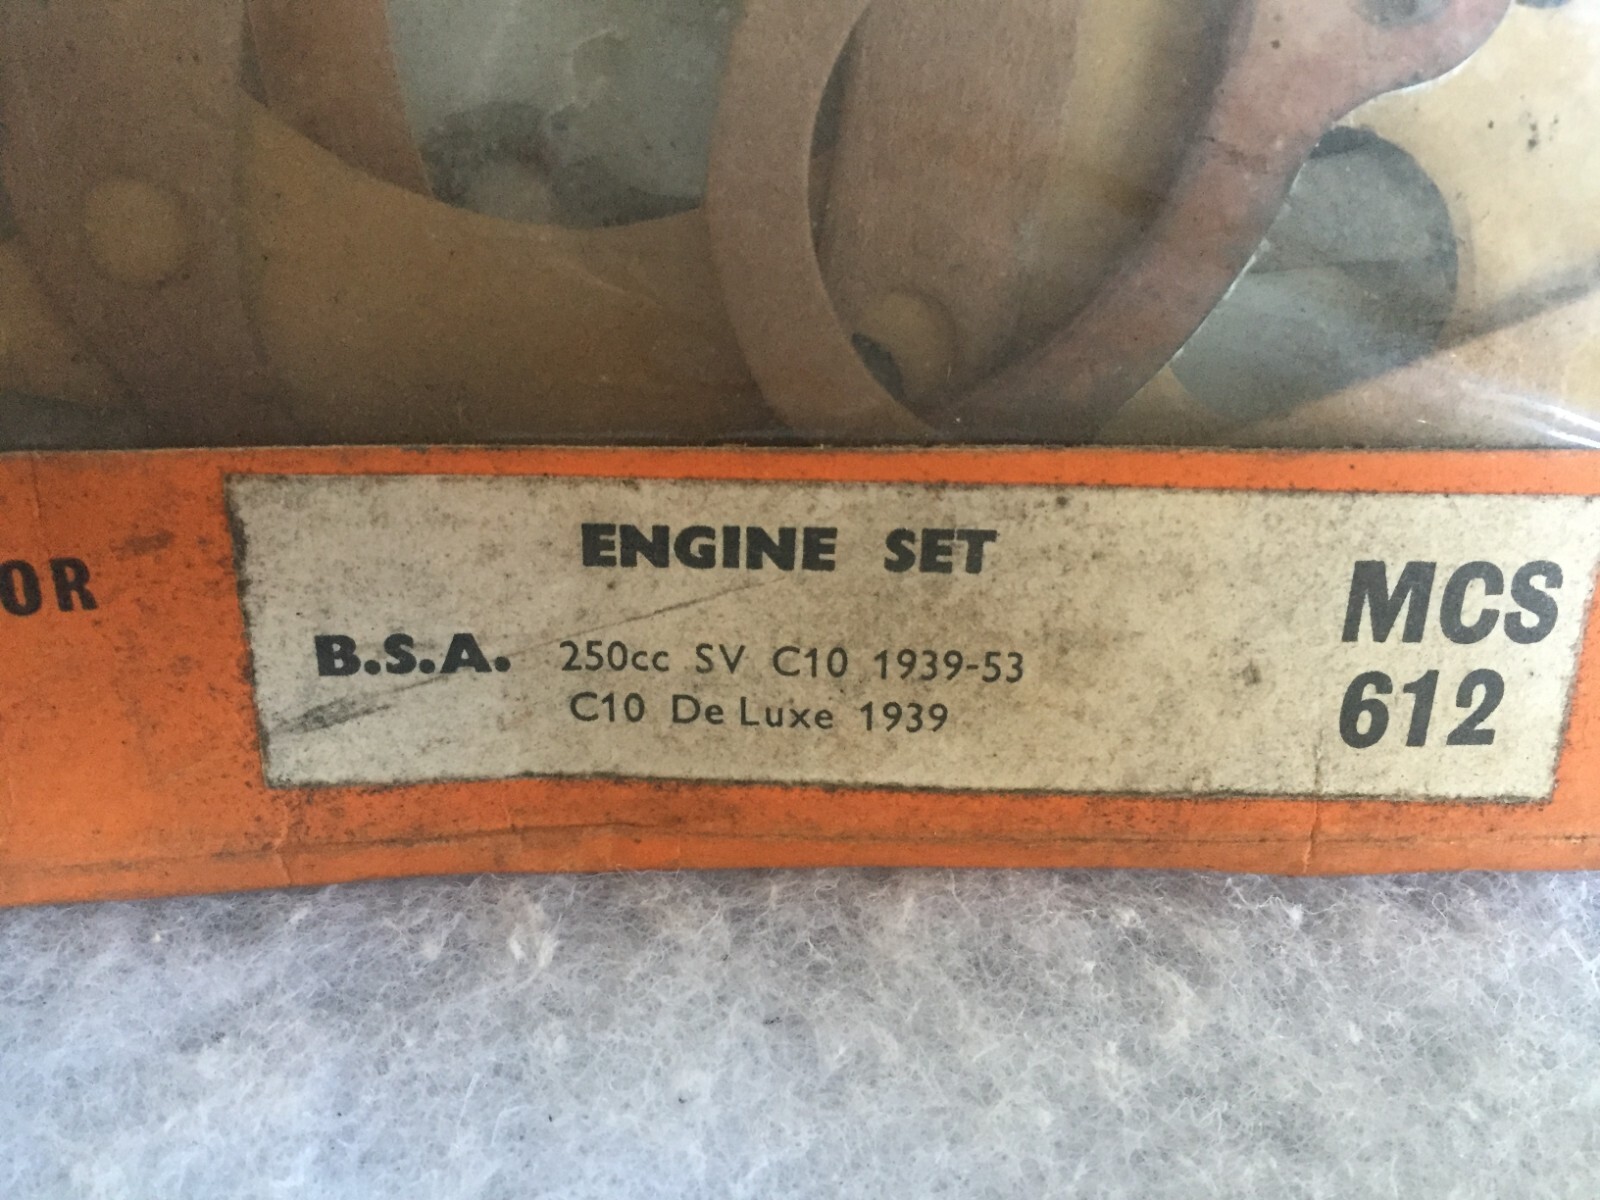 ENGINE SET
OR
B.S.A. 250cc SV C10 1939-53
C10 De Luxe 1939
MCS
612